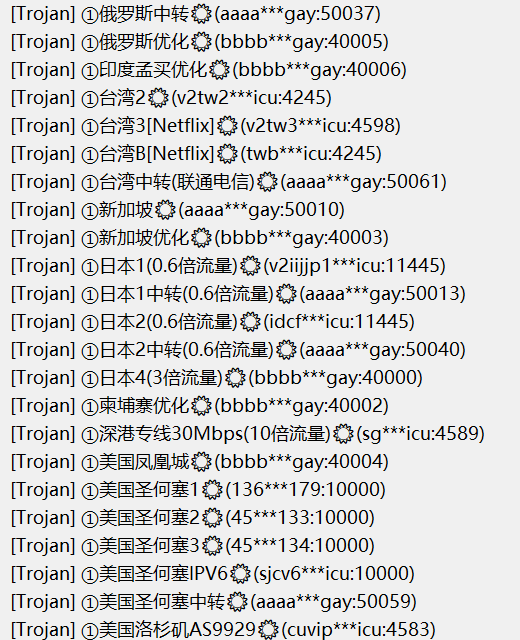 [Trojan] ①俄罗斯中转(aaaa***gay:50037)
[Trojan] ①俄罗斯优化(bbbb***gay:40005)
[Trojan] ①印度孟买优化(bbbb***gay:40006)
[Trojan] ①台湾2(v2tw2***icu:4245)
[Trojan] ①台湾3[Netflix](v2tw3***icu:4598)
[Trojan] ①台湾B[Netflix](twb***icu:4245)
[Trojan] ①台湾中转(联通电信)(aaaa***gay:50061)
[Trojan] ①新加坡(aaaa***gay:50010)
[Trojan] ①新加坡优化(bbbb***gay:40003)
[Trojan] ①日本1(0.6倍流量)(v2iijjp1***icu:11445)
[Trojan] ①日本1中转(0.6倍流量)(aaaa***gay:50013)
[Trojan] ①日本2(0.6倍流量)(idcf***icu:11445)
[Trojan] ①日本2中转(0.6倍流量)(aaaa***gay:50040)
[Trojan] ①日本4(3倍流量)(bbbb***gay:40000)
[Trojan] ①柬埔寨优化(bbbb***gay:40002)
[Trojan] ①深港专线30Mbps(10倍流量)(sg***icu:4589)
[Trojan] ①美国凤凰城(bbbb***gay:40004)
[Trojan] ①美国圣何塞1(136***179:10000)
[Trojan] ①美国圣何塞2(45***133:10000)
[Trojan] ①美国圣何塞3(45***134:10000)
[Trojan] ①美国圣何塞IPV6(sjcv6***icu:10000)
[Trojan] ①美国圣何塞中转(aaaa***gay:50059)
[Trojan] ①美国洛杉矶AS9929(cuvip***icu:4583)